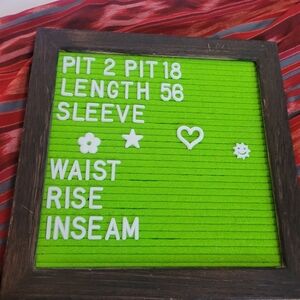 PIT 2 PIT 18
LENGTH 56
SLEEVE
WAIST
RISE
INSEAM